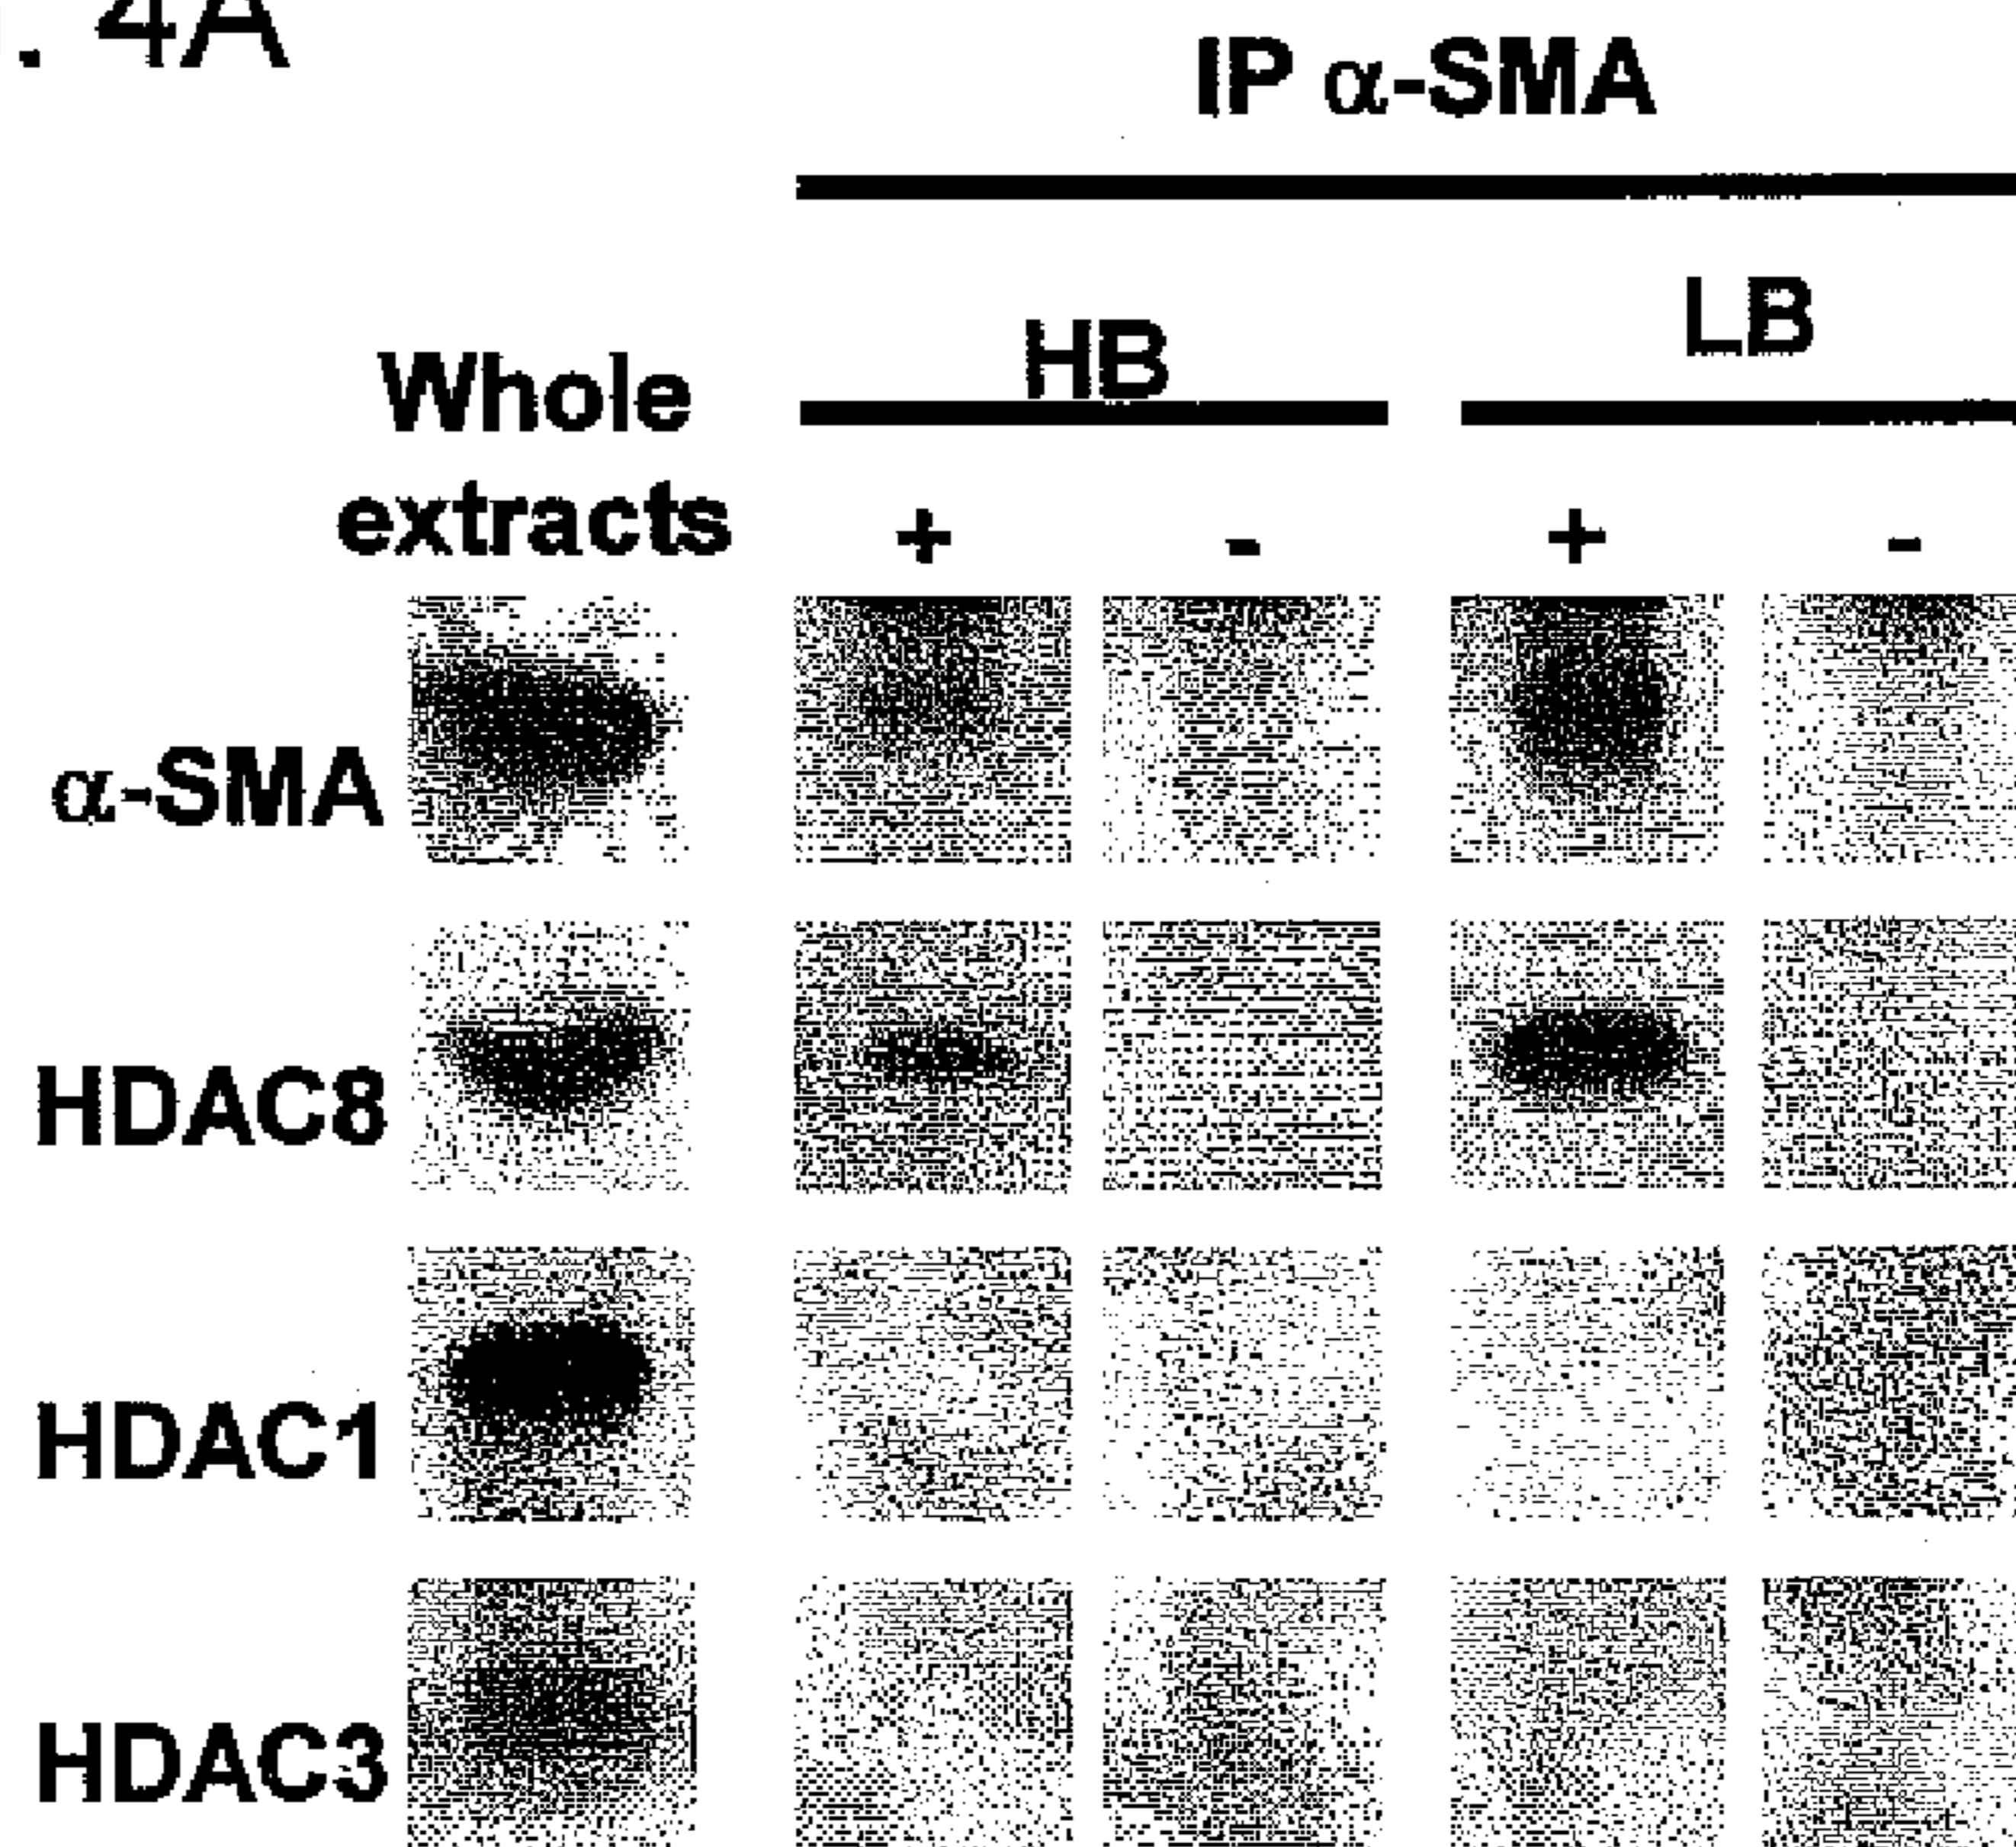 . 4A
IP α-SMA
HB
LB
Whole
extracts
+ - + -
α-SMA
HDAC8
HDAC1
HDAC3